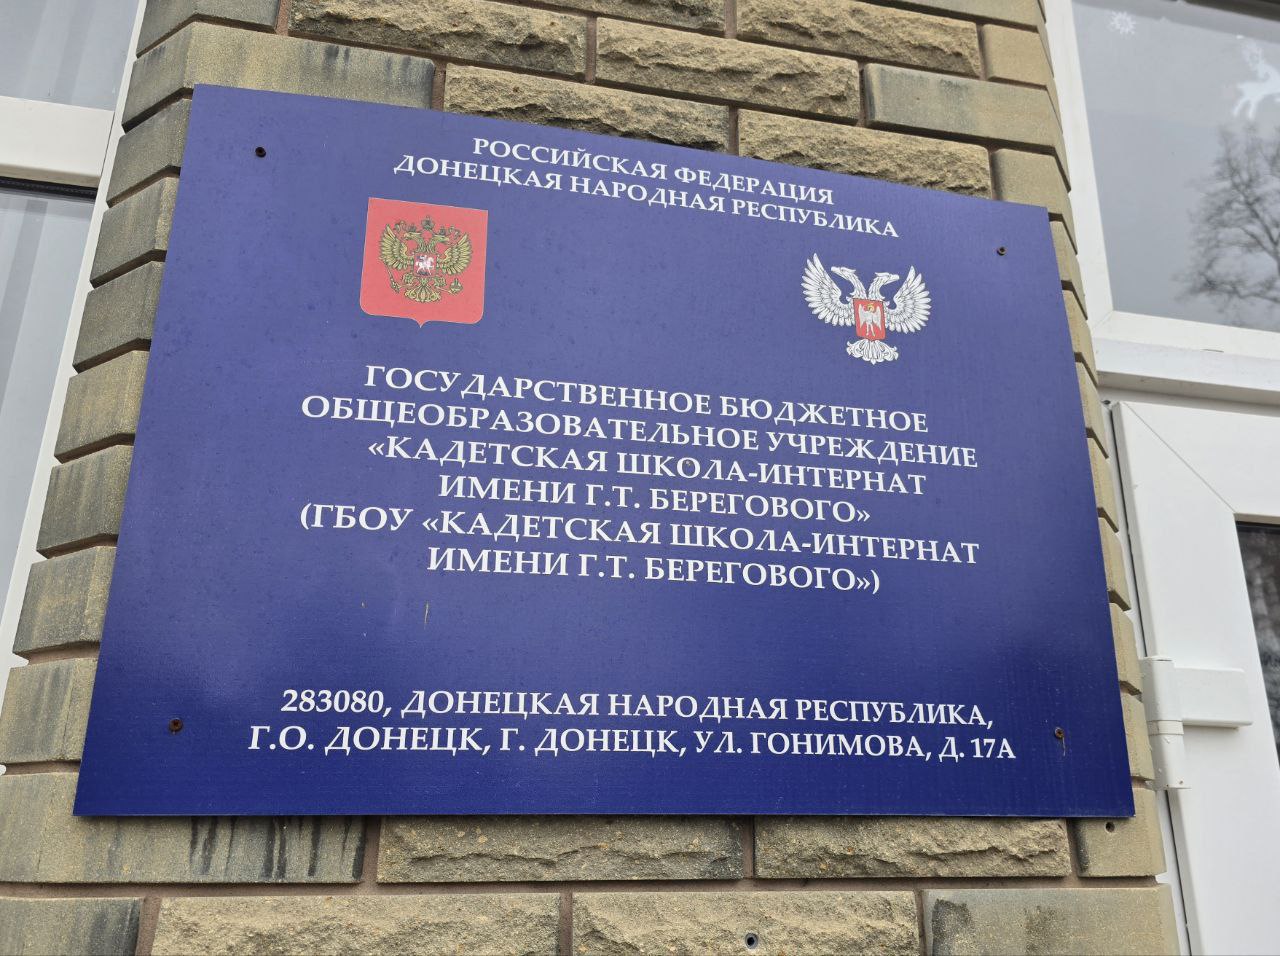 РОССИЙСКАЯ ФЕДЕРАЦИЯ
ДОНЕЦКАЯ НАРОДНАЯ РЕСПУБЛИКА
ГОСУДАРСТВЕННОЕ БЮДЖЕТНОЕ
ОБЩЕОБРАЗОВАТЕЛЬНОЕ УЧРЕЖДЕНИЕ
«КАДЕТСКАЯ ШКОЛА-ИНТЕРНАТ
ИМЕНИ Г.Т. БЕРЕГОВОГО»
(ГБОУ «КАДЕТСКАЯ ШКОЛА-ИНТЕРНАТ
ИМЕНИ Г.Т. БЕРЕГОВОГО»)
283080, ДОНЕЦКАЯ НАРОДНАЯ РЕСПУБЛИКА,
Г.О. ДОНЕЦК, Г. ДОНЕЦК, УЛ. ГОНИМОВА, Д. 17А